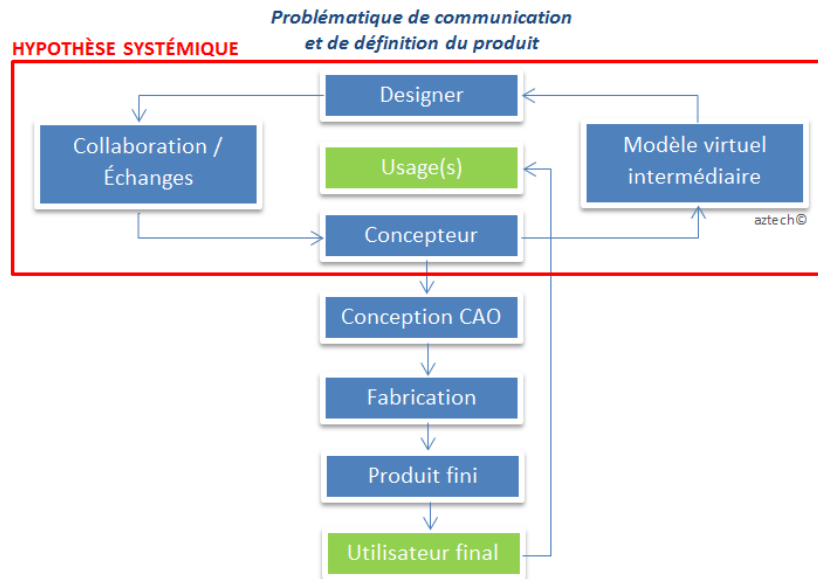 Problématique de communication
et de définition du produit
HYPOTHÈSE SYSTÉMIQUE
Designer
Collaboration /
Échanges
Usage(s)
Modèle virtuel
intermédiaire
aztech©
Concepteur
Conception CAO
Fabrication
Produit fini
Utilisateur final